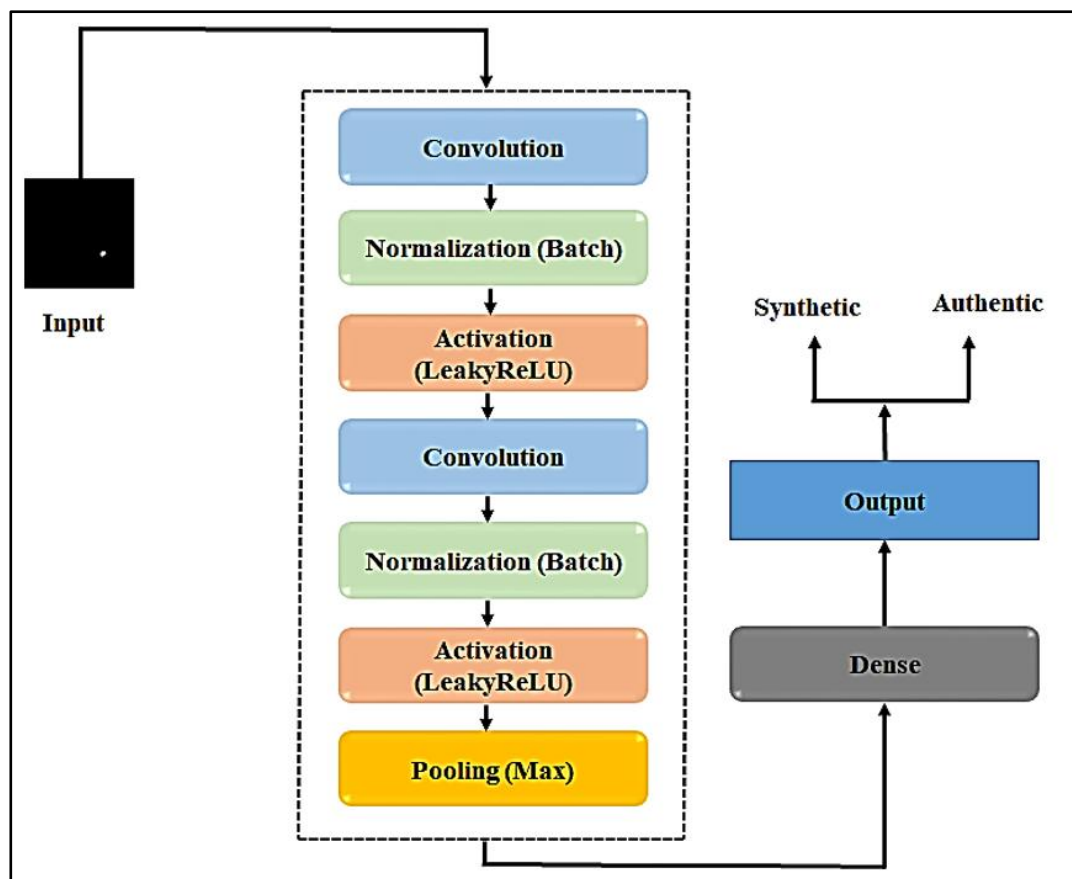 Input
Convolution
Normalization (Batch)
Activation
(LeakyReLU)
Convolution
Normalization (Batch)
Activation
(LeakyReLU)
Pooling (Max)
Synthetic
Authentic
Output
Dense